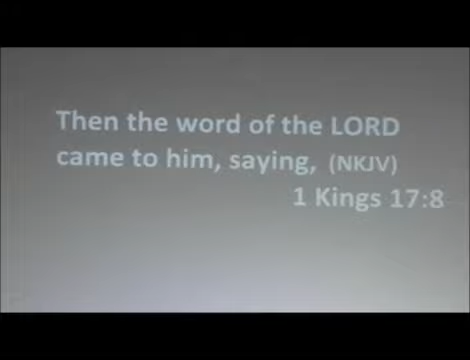 Then the word of the LORD
came to him, saying, (NKJV)
1 Kings 17:8